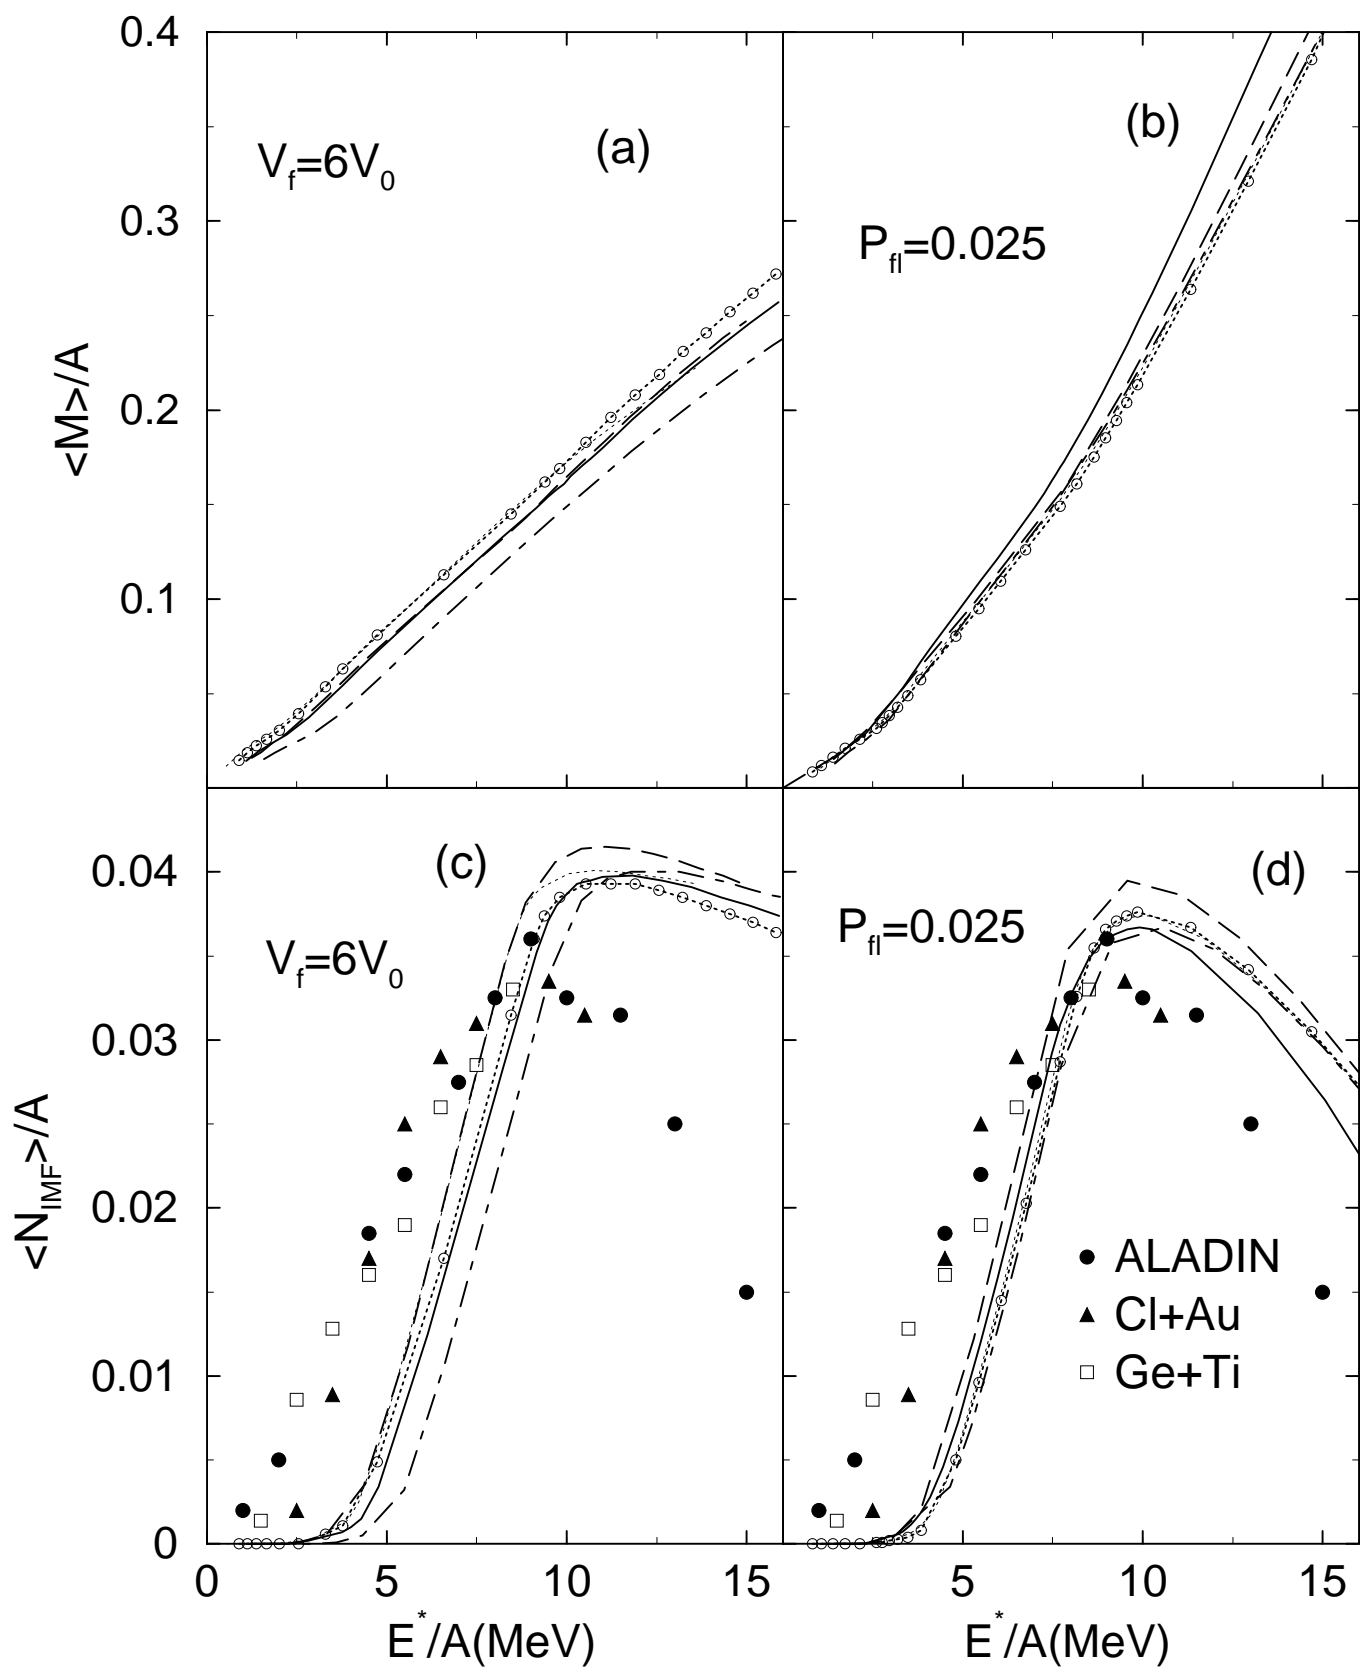 0.4
0.3
0.2
0.1
<M>/A
V_f=6V_0
(a)
(b)
P_fl=0.025
0.04
0.03
0.02
0.01
0
<N_IMF>/A
(c)
V_f=6V_0
(d)
P_fl=0.025
ALADIN
Cl+Au
Ge+Ti
0 5 10 15
5 10 15
E*/A(MeV)
E*/A(MeV)